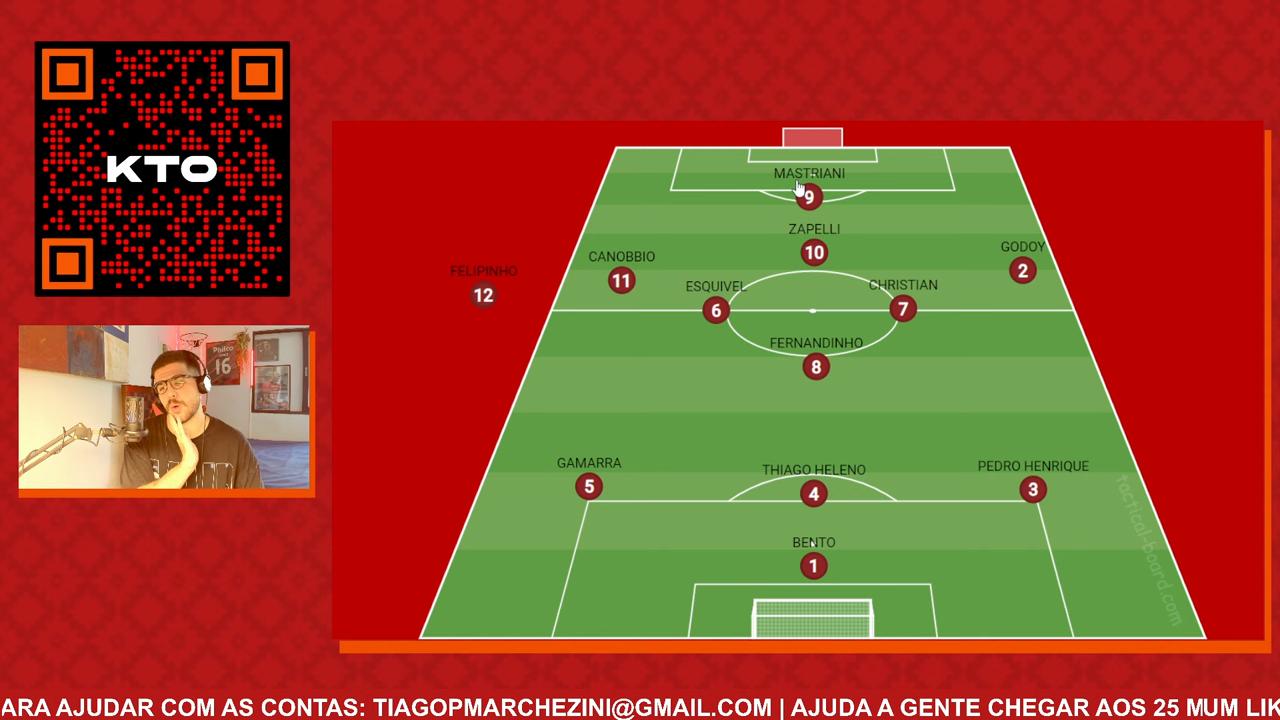 KTO
Philco
16
MASTRIANI
9
ZAPELLI
10
CANOBBIO
11
GODOY
2
FELIPINHO
12
ESQUIVEL
6
CHRISTIAN
7
FERNANDINHO
8
GAMARRA
5
THIAGO HELENO
4
PEDRO HENRIQUE
3
BENTO
1
tactical-board.com
ARA AJUDAR COM AS CONTAS: TIAGOPMARCHEZINI@GMAIL.COM | AJUDA A GENTE CHEGAR AOS 25 MUM LIK